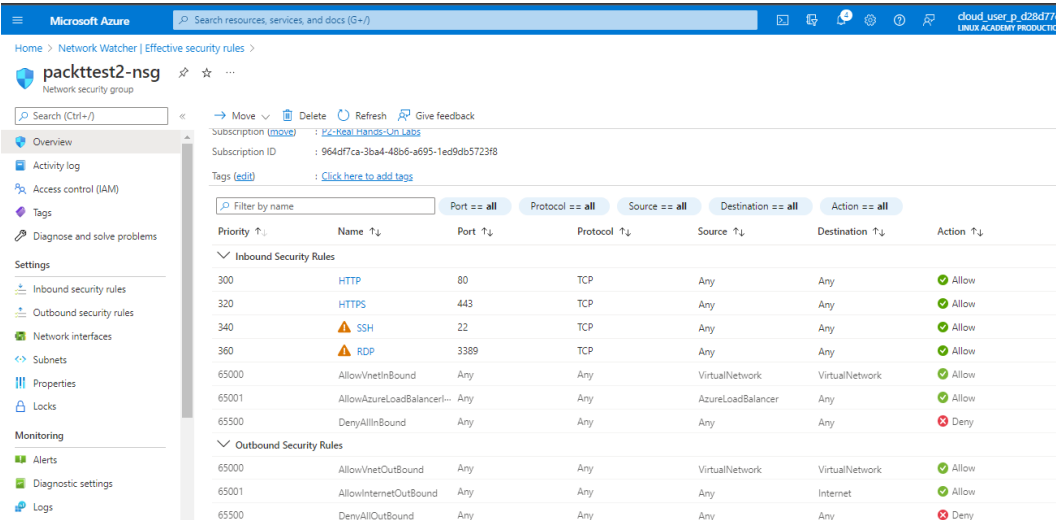 Microsoft Azure
Search resources, services, and docs (G+/)
4
cloud_user_p_d28d77
LINUX ACADEMY PRODUCTIO
Home > Network Watcher | Effective security rules >
packttest2-nsg
Network security group
Search (Ctrl+/)
Move
Delete
Refresh
Give feedback
Overview
Activity log
Access control (IAM)
Tags
Diagnose and solve problems
Settings
Inbound security rules
Outbound security rules
Network interfaces
Subnets
Properties
Locks
Monitoring
Alerts
Diagnostic settings
Logs
Subscription (move) : P2-Real Hands-On Labs
Subscription ID : 964df7ca-3ba4-48b6-a695-1ed9db5723f8
Tags (edit) : Click here to add tags
Filter by name Port == all Protocol == all Source == all Destination == all Action == all
Priority Name Port Protocol Source Destination Action
Inbound Security Rules
300 HTTP 80 TCP Any Any Allow
320 HTTPS 443 TCP Any Any Allow
340 SSH 22 TCP Any Any Allow
360 RDP 3389 TCP Any Any Allow
65000 AllowVnetInBound Any Any VirtualNetwork VirtualNetwork Allow
65001 AllowAzureLoadBalancerI... Any Any AzureLoadBalancer Any Allow
65500 DenyAllInBound Any Any Any Any Deny
Outbound Security Rules
65000 AllowVnetOutBound Any Any VirtualNetwork VirtualNetwork Allow
65001 AllowInternetOutBound Any Any Any Internet Allow
65500 DenyAllOutBound Any Any Any Any Deny